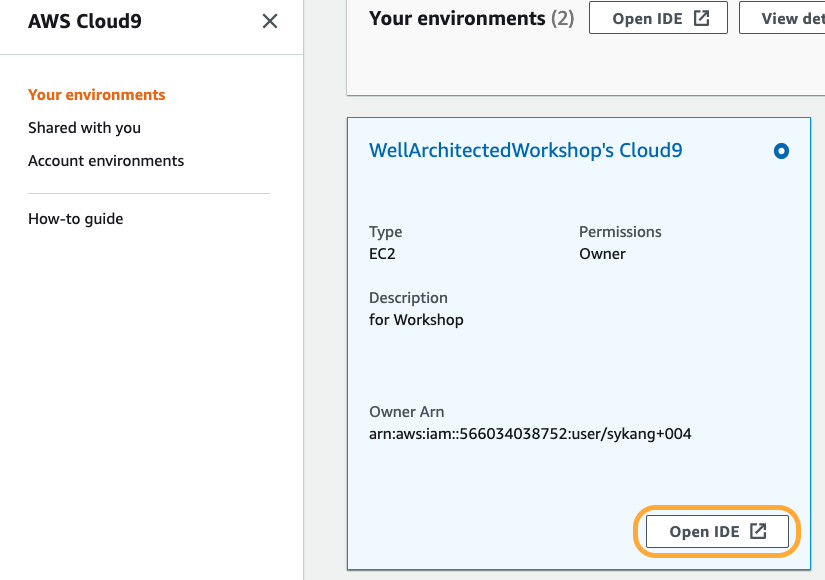 AWS Cloud9
Your environments
Shared with you
Account environments
How-to guide
Your environments (2) Open IDE View
WellArchitectedWorkshop's Cloud9
Type Permissions
EC2 Owner
Description
for Workshop
Owner Arn
arn:aws:iam::566034038752:user/sykang+004
Open IDE